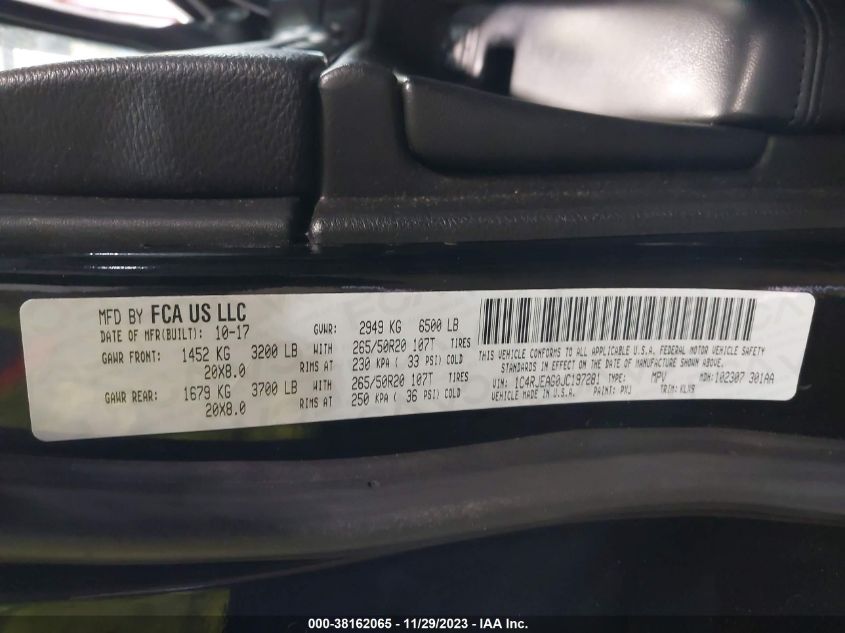 MFD BY FCA US LLC
DATE OF MFR(BUILT): 10-17
GVWR: 2949 KG 6500 LB
GAWR FRONT: 1452 KG 3200 LB WITH 265/50R20 107T TIRES
20X8.0 RIMS AT 230 KPA ( 33 PSI) COLD
GAWR REAR: 1679 KG 3700 LB WITH 265/50R20 107T TIRES
20X8.0 RIMS AT 250 KPA ( 36 PSI) COLD
THIS VEHICLE CONFORMS TO ALL APPLICABLE U.S.A. FEDERAL MOTOR VEHICLE SAFETY
STANDARDS IN EFFECT ON THE DATE OF MANUFACTURE SHOWN ABOVE.
VIN: 1C4RJEAG0JC197281 TYPE: MPV MDH: 102307 301AA
VEHICLE MADE IN U.S.A. PAINT: PXJ TRIM: KLX9
000-38162065 - 11/29/2023 - IAA Inc.